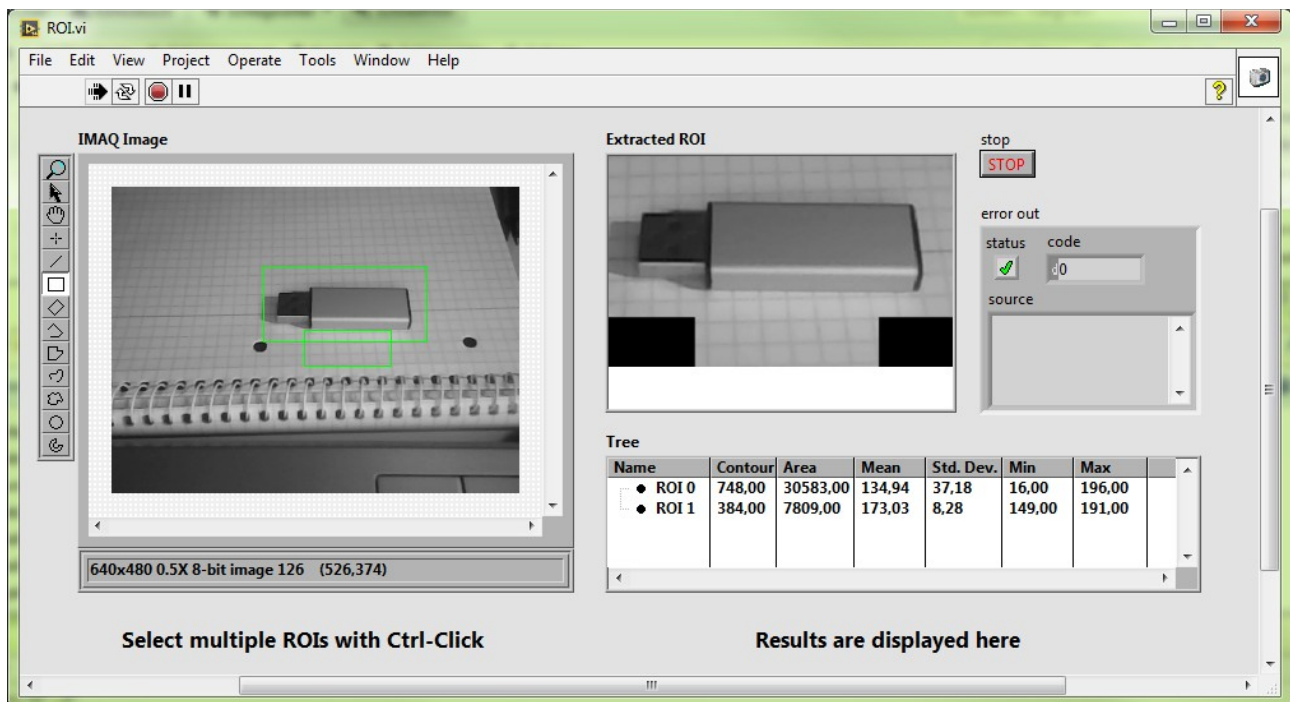 ROI.vi
File Edit View Project Operate Tools Window Help
IMAQ Image
Extracted ROI
stop
STOP
error out
status code
d 0
source
Tree
Name Contour Area Mean Std. Dev. Min Max
ROI 0 748,00 30583,00 134,94 37,18 16,00 196,00
ROI 1 384,00 7809,00 173,03 8,28 149,00 191,00
640x480 0.5X 8-bit image 126 (526,374)
Select multiple ROIs with Ctrl-Click
Results are displayed here